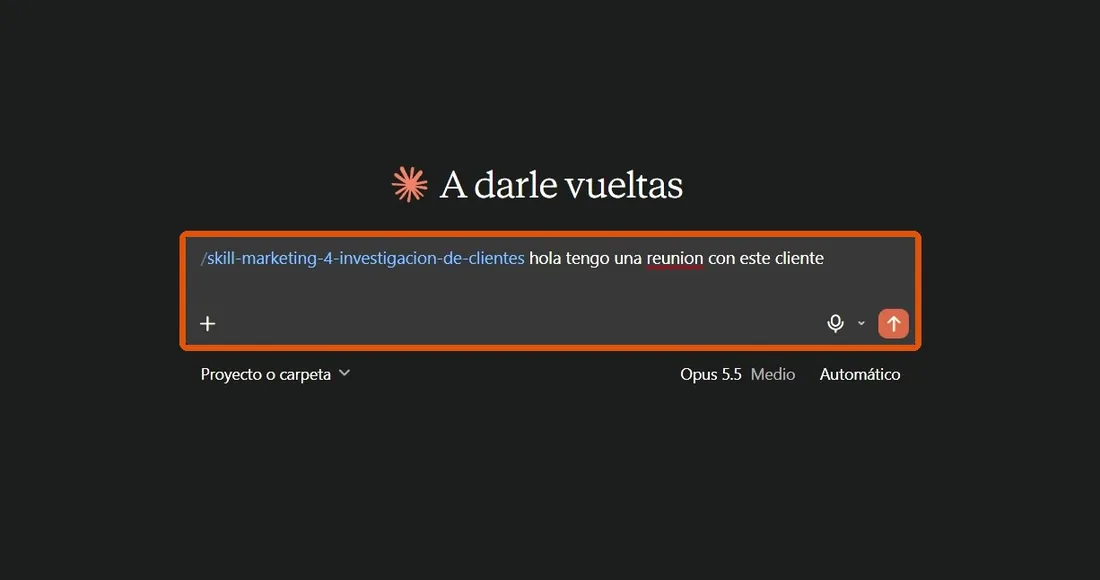 A darle vueltas
/skill-marketing-4-investigacion-de-clientes hola tengo una reunion con este cliente
Proyecto o carpeta
Opus 5.5 Medio Automático